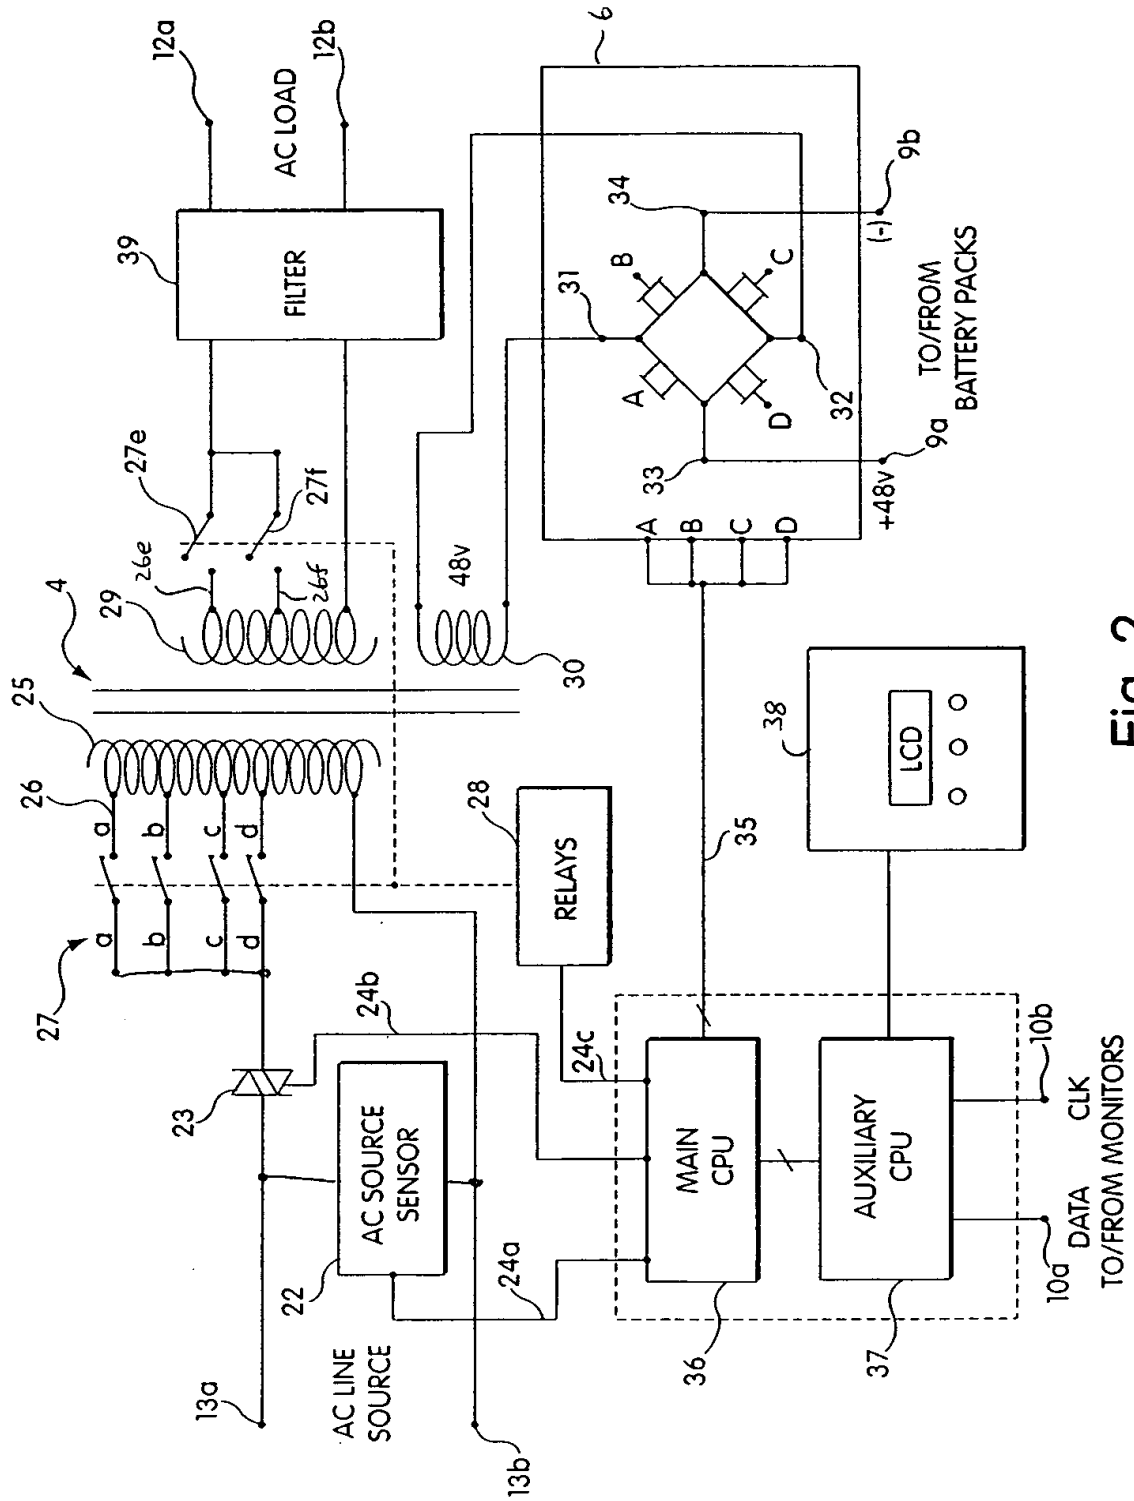 12a
12b
AC LOAD
39
FILTER
27e
27f
26e
26f
4
29
25
48v
30
26
a
b
c
d
27
a
b
c
d
28
RELAYS
23
24b
24c
22
AC SOURCE
SENSOR
24a
13a
AC LINE
SOURCE
13b
6
34
31
B
C
A
D
32
33
9b
(-)
TO/FROM
BATTERY PACKS
9a
+48v
A
B
C
D
35
38
LCD
MAIN
CPU
36
AUXILIARY
CPU
37
10b
CLK
DATA
TO/FROM MONITORS
10a
Fig. 2